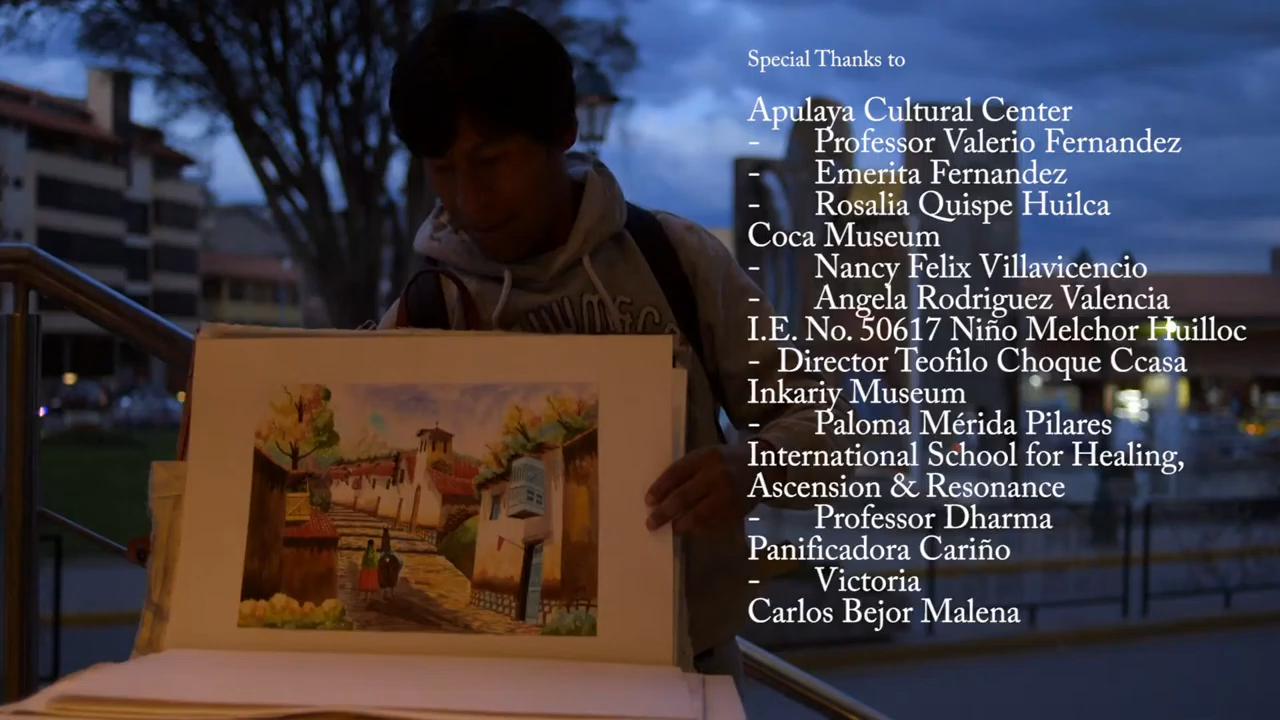 Special Thanks to
Apulaya Cultural Center
- Professor Valerio Fernandez
- Emerita Fernandez
- Rosalia Quispe Huilca
Coca Museum
- Nancy Felix Villavicencio
- Angela Rodriguez Valencia
I.E. No. 50617 Niño Melchor Huilloc
- Director Teofilo Choque Ccasa
Inkariy Museum
- Paloma Mérida Pilares
International School for Healing,
Ascension & Resonance
- Professor Dharma
Panificadora Cariño
- Victoria
Carlos Bejor Malena